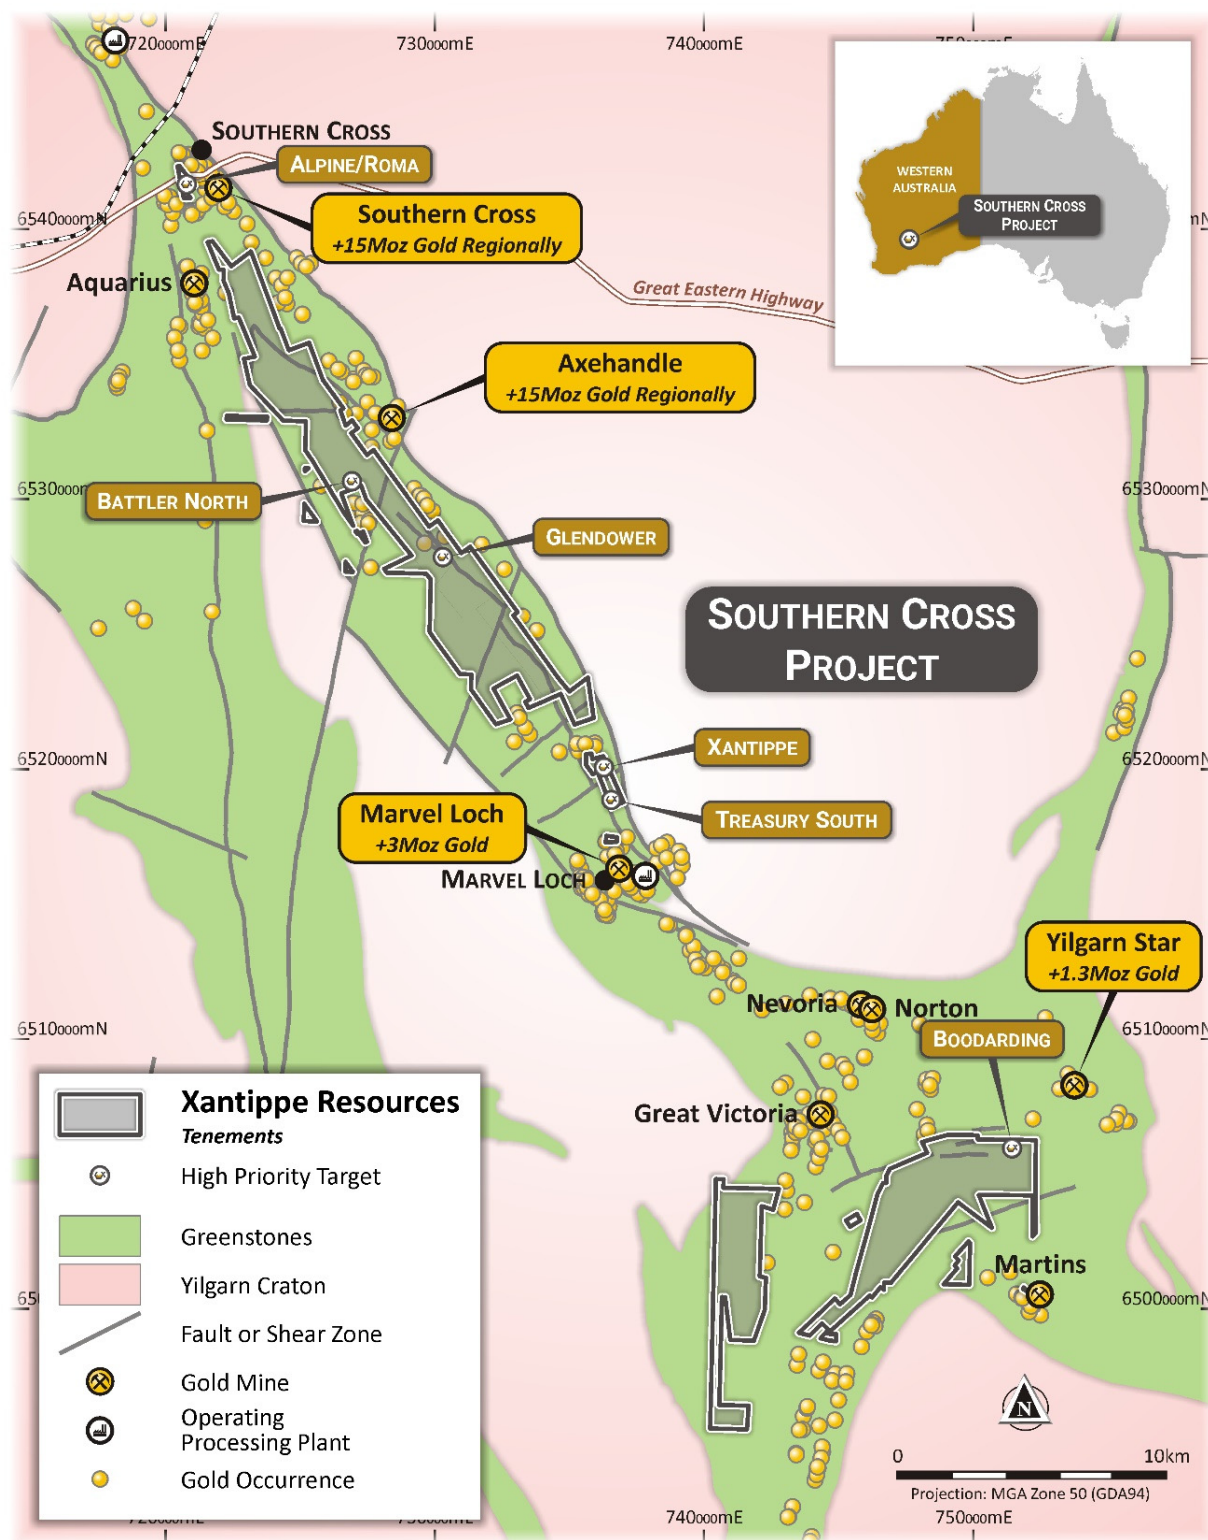 720000mE
730000mE
740000mE
SOUTHERN CROSS
ALPINE/ROMA
WESTERN
AUSTRALIA
SOUTHERN CROSS
PROJECT
6540000mN
Southern Cross
+15Moz Gold Regionally
Aquarius
Great Eastern Highway
Axehandle
+15Moz Gold Regionally
6530000mN
6530000mN
BATTLER NORTH
GLENDOWER
SOUTHERN CROSS
PROJECT
XANTIPPE
6520000mN
6520000mN
TREASURY SOUTH
Marvel Loch
+3Moz Gold
MARVEL LOCH
Yilgarn Star
+1.3Moz Gold
Nevoria
Norton
6510000mN
6510000mN
BOODARDING
Great Victoria
Xantippe Resources
Tenements
High Priority Target
Greenstones
Yilgarn Craton
Fault or Shear Zone
Gold Mine
Operating
Processing Plant
Gold Occurrence
Martins
6500000mN
N
0
10km
Projection: MGA Zone 50 (GDA94)
740000mE
750000mE